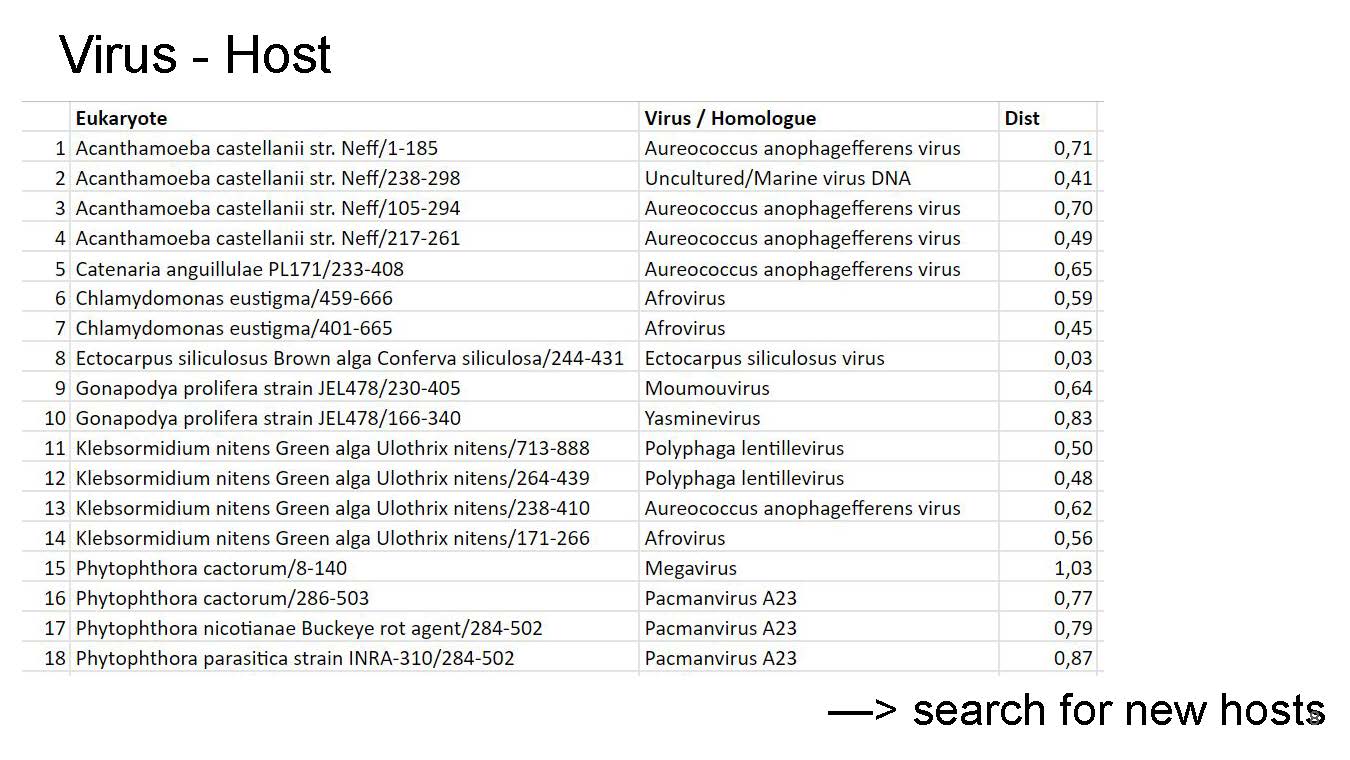 Virus - Host
Eukaryote Virus / Homologue Dist
1 Acanthamoeba castellanii str. Neff/1-185 Aureococcus anophagefferens virus 0,71
2 Acanthamoeba castellanii str. Neff/238-298 Uncultured/Marine virus DNA 0,41
3 Acanthamoeba castellanii str. Neff/105-294 Aureococcus anophagefferens virus 0,70
4 Acanthamoeba castellanii str. Neff/217-261 Aureococcus anophagefferens virus 0,49
5 Catenaria anguillulae PL171/233-408 Aureococcus anophagefferens virus 0,65
6 Chlamydomonas eustigma/459-666 Afrovirus 0,59
7 Chlamydomonas eustigma/401-665 Afrovirus 0,45
8 Ectocarpus siliculosus Brown alga Conferva siliculosa/244-431 Ectocarpus siliculosus virus 0,03
9 Gonapodya prolifera strain JEL478/230-405 Moumouvirus 0,64
10 Gonapodya prolifera strain JEL478/166-340 Yasminevirus 0,83
11 Klebsormidium nitens Green alga Ulothrix nitens/713-888 Polyphaga lentillevirus 0,50
12 Klebsormidium nitens Green alga Ulothrix nitens/264-439 Polyphaga lentillevirus 0,48
13 Klebsormidium nitens Green alga Ulothrix nitens/238-410 Aureococcus anophagefferens virus 0,62
14 Klebsormidium nitens Green alga Ulothrix nitens/171-266 Afrovirus 0,56
15 Phytophthora cactorum/8-140 Megavirus 1,03
16 Phytophthora cactorum/286-503 Pacmanvirus A23 0,77
17 Phytophthora nicotianae Buckeye rot agent/284-502 Pacmanvirus A23 0,79
18 Phytophthora parasitica strain INRA-310/284-502 Pacmanvirus A23 0,87
—> search for new hosts